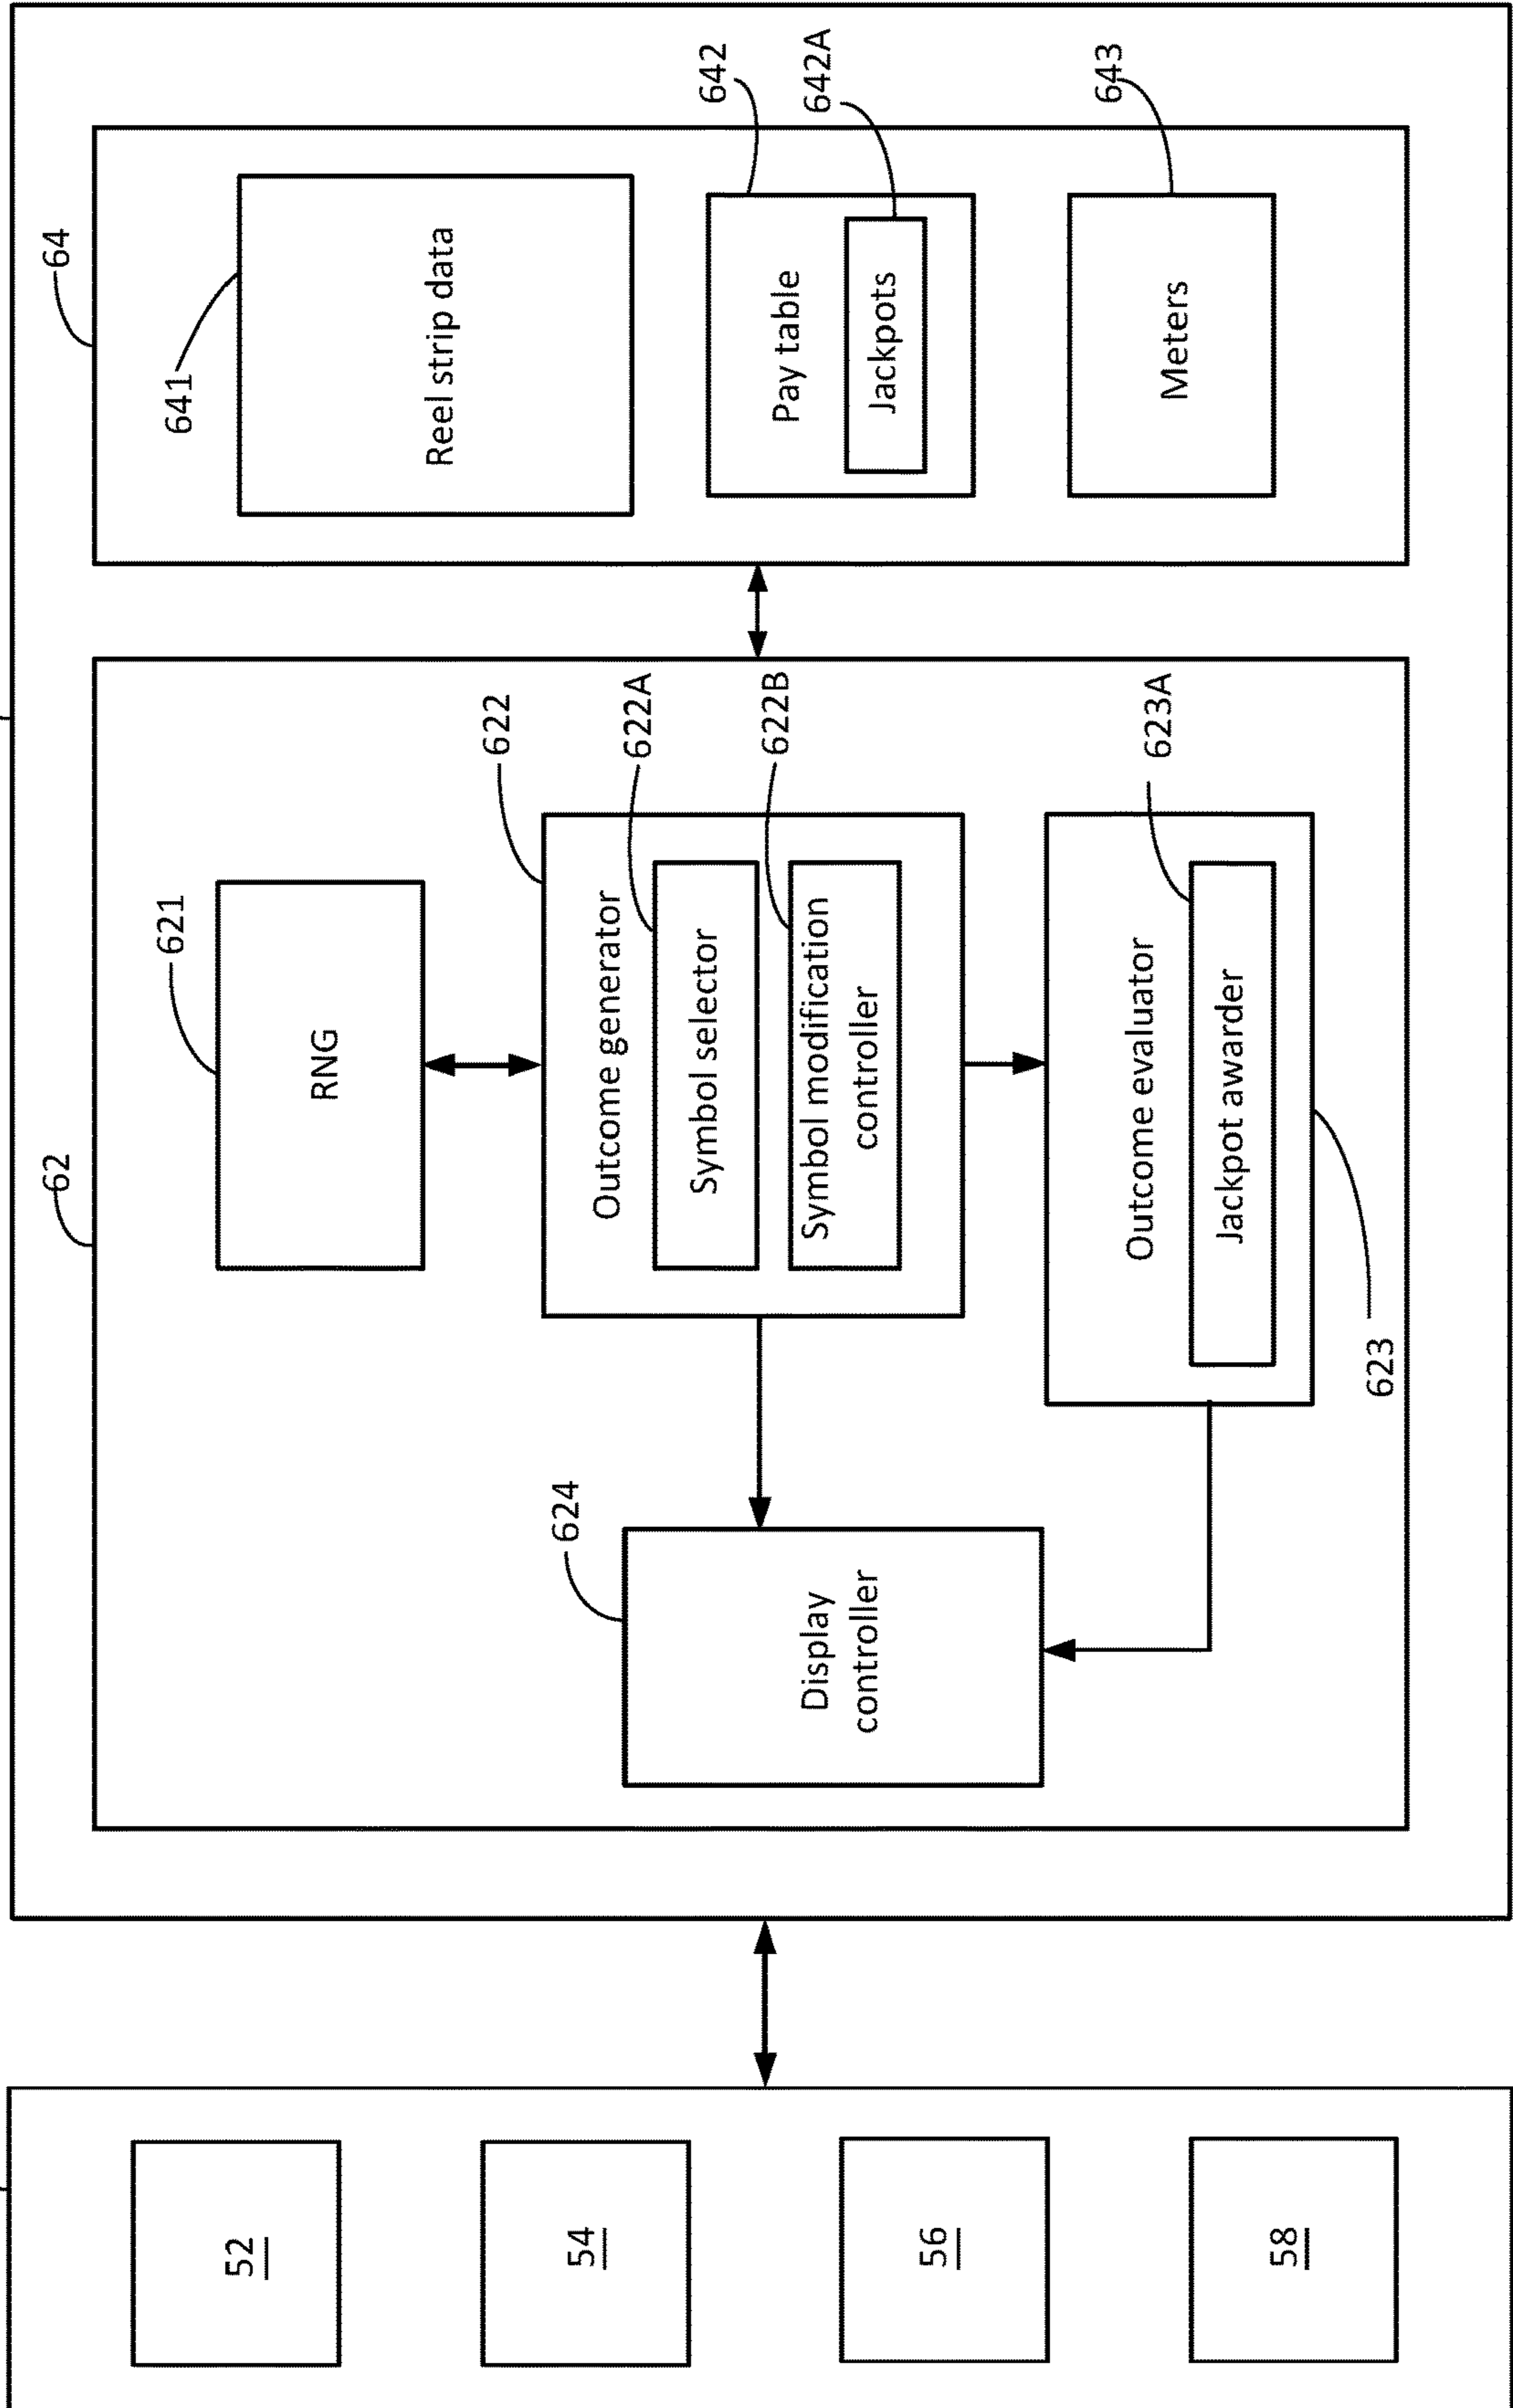 52
54
56
58
62
621
RNG
622
Outcome generator
622A
Symbol selector
622B
Symbol modification
controller
Outcome evaluator
623A
Jackpot awarder
623
624
Display
controller
64
641
Reel strip data
642
Pay table
642A
Jackpots
643
Meters